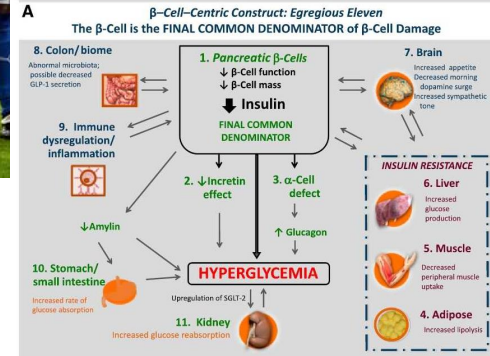 A
β–Cell–Centric Construct: Egregious Eleven
The β-Cell is the FINAL COMMON DENOMINATOR of β-Cell Damage
8. Colon/biome
Abnormal microbiota;
possible decreased
GLP-1 secretion
1. Pancreatic β-Cells
↓ β-Cell function
↓ β-Cell mass
↓ Insulin
FINAL COMMON
DENOMINATOR
7. Brain
Increased appetite
Decreased morning
dopamine surge
Increased sympathetic
tone
9. Immune
dysregulation/
inflammation
2. ↓Incretin
effect
3. α-Cell
defect
↑ Glucagon
INSULIN RESISTANCE
6. Liver
Increased
glucose
production
5. Muscle
Decreased
peripheral muscle
uptake
4. Adipose
Increased lipolysis
↓Amylin
10. Stomach/
small intestine
Increased rate of
glucose absorption
HYPERGLYCEMIA
Upregulation of SGLT-2
11. Kidney
Increased glucose reabsorption